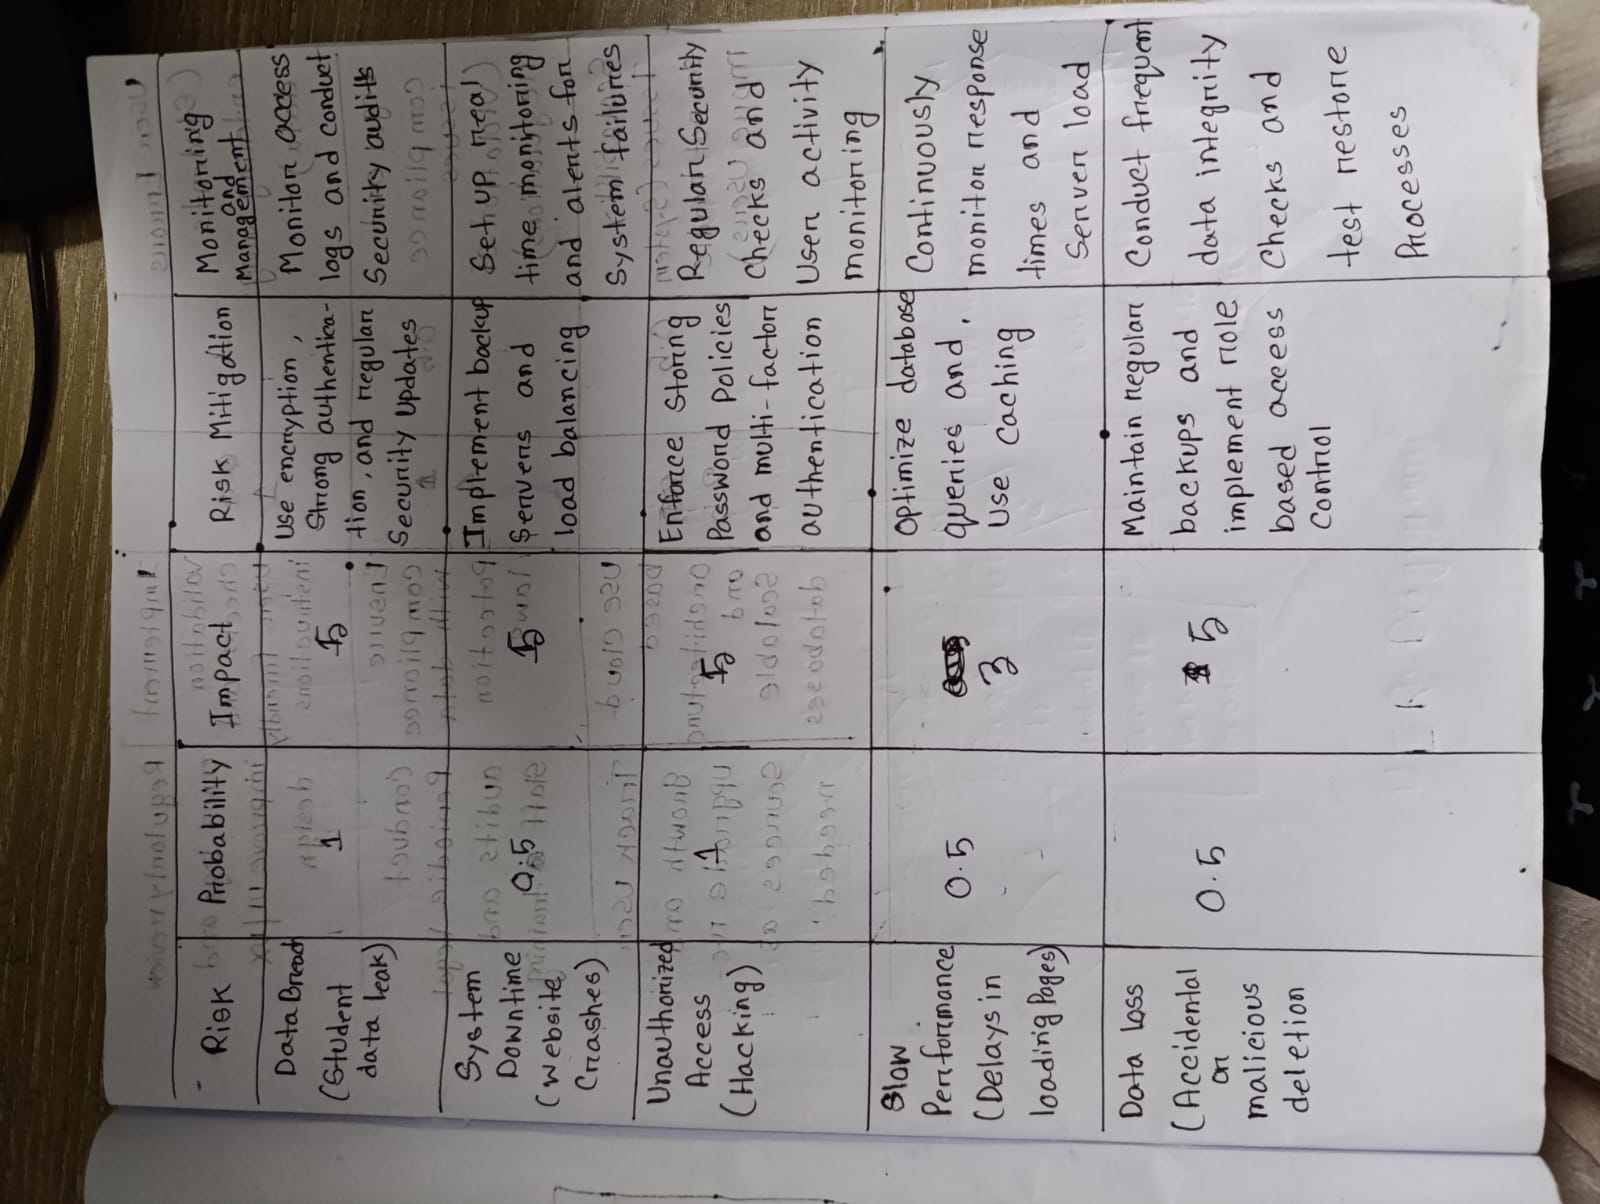 Risk
Probability
Impact
Risk Mitigation
Monitoring
and
Management
Data Breach
(Student
data leak)
1
5
Use encryption,
Strong authentica-
tion, and regular
Security Updates
Monitor access
logs and conduct
Security audits
System
Downtime
(Website
Crashes)
0.5
5
Implement backup
Servers and
load balancing
Set up real
time monitoring
and alerts for
System failures
Unauthorized
Access
(Hacking)
1
5
Enforce Storing
Password Policies
and multi-factor
authentication
Regular Security
Checks and
User activity
monitoring
Slow
Performance
(Delays in
loading Pages)
0.5
3
Optimize database
queries and,
Use Caching
Continuously
monitor response
times and
Server load
Data loss
(Acceidental
or
malicious
deletion
0.5
5
Maintain regular
backups and
implement role
based access
Control
Conduct frequent
data integrity
Checks and
test restore
Processes